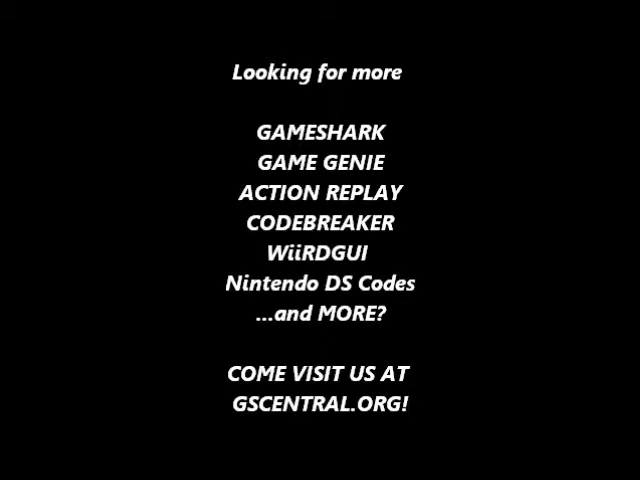 Looking for more
GAMESHARK
GAME GENIE
ACTION REPLAY
CODEBREAKER
WiiRDGUI
Nintendo DS Codes
...and MORE?
COME VISIT US AT
GSCENTRAL.ORG!